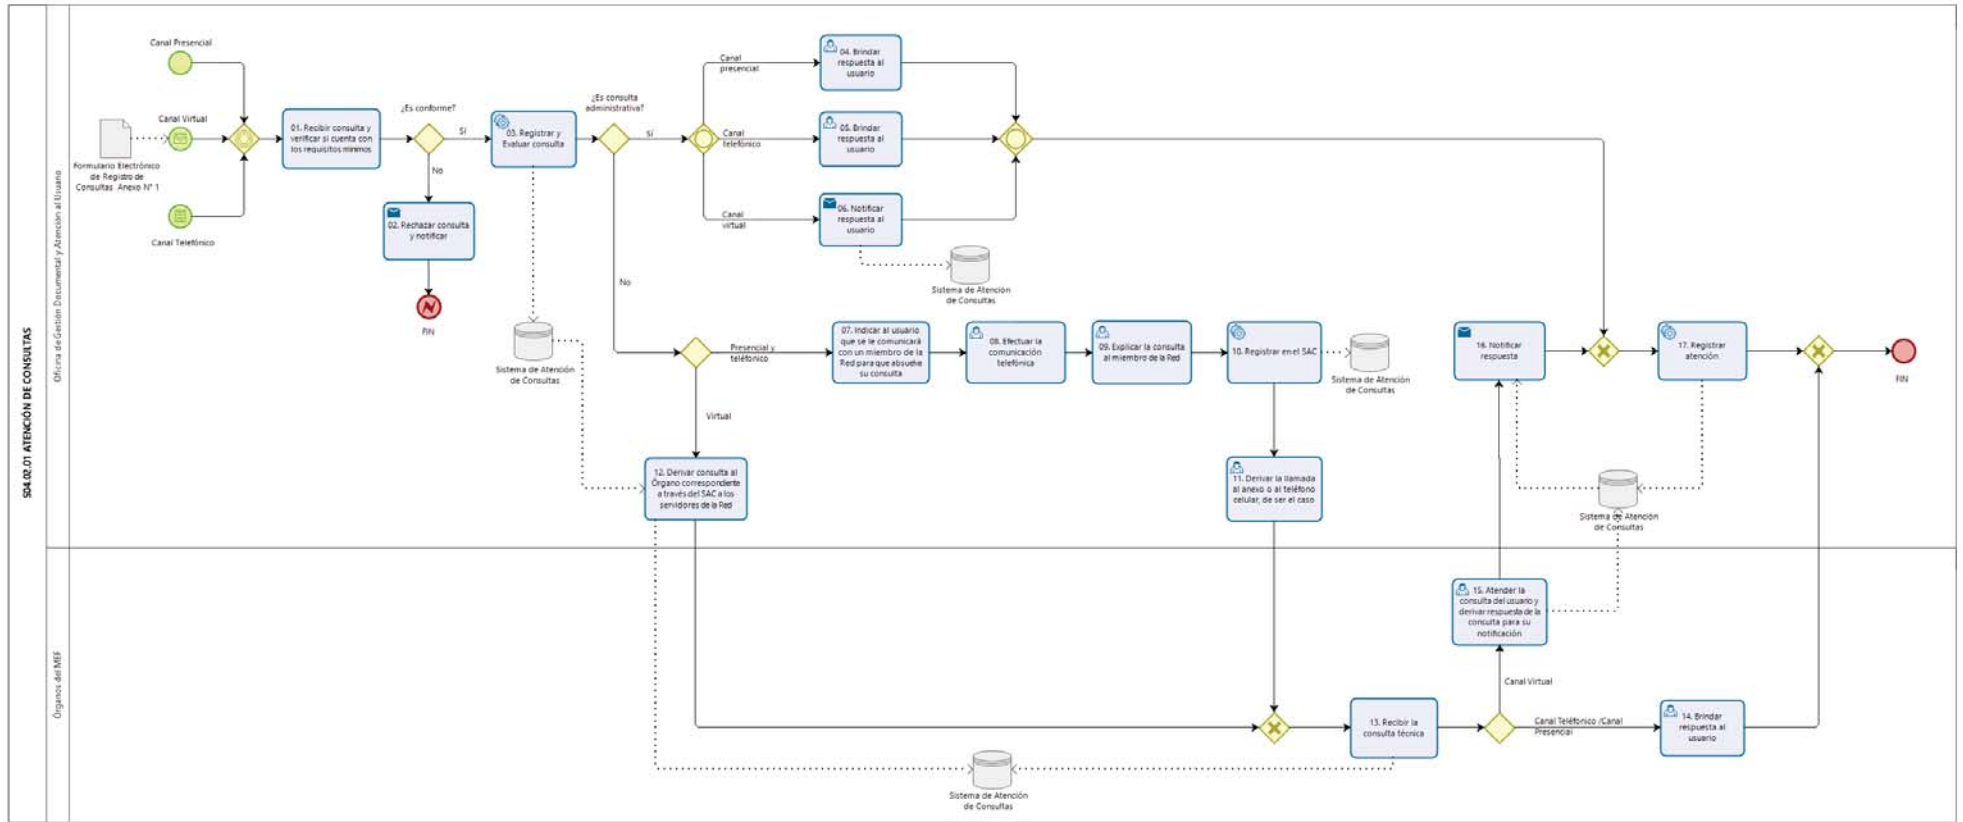 S04.02.01 ATENCIÓN DE CONSULTAS
Oficina de Gestión Documental y Atención al Usuario
Canal Presencial
Canal Virtual
Formulario Electrónico
de Registro de
Consultas Anexo N° 1
Canal Telefónico
01. Recibir consulta y
verificar si cuenta con
los requisitos mínimos
¿Es conforme?
Sí
No
02. Rechazar consulta
y notificar
FIN
03. Registrar y
Evaluar consulta
Sistema de Atención
de Consultas
¿Es consulta
administrativa?
Sí
No
Canal
presencial
04. Brindar
respuesta al
usuario
Canal
telefónico
05. Brindar
respuesta al
usuario
Canal
virtual
06. Notificar
respuesta al
usuario
Sistema de Atención
de Consultas
Presencial y
teléfonico
07. Indicar al usuario
que se le comunicará
con un miembro de la
Red para que absuelva
su consulta
08. Efectuar la
comunicación
telefónica
09. Explicar la consulta
al miembro de la Red
10. Registrar en el SAC
Sistema de Atención
de Consultas
Virtual
12. Derivar consulta al
Órgano correspondiente
a través del SAC a los
servidores de la Red
11. Derivar la llamada
al anexo o al teléfono
celular, de ser el caso
16. Notificar
respuesta
17. Registrar
atención
FIN
Sistema de Atención
de Consultas
Órganos del MEF
15. Atender la
consulta del usuario y
derivar respuesta de la
consulta para su
notificación
Canal Virtual
13. Recibir la
consulta técnica
Canal Teléfonico /Canal
Presencial
14. Brindar
respuesta al
usuario
Sistema de Atención
de Consultas